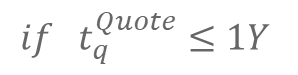 if t_q^{Quote} ≤ 1Y